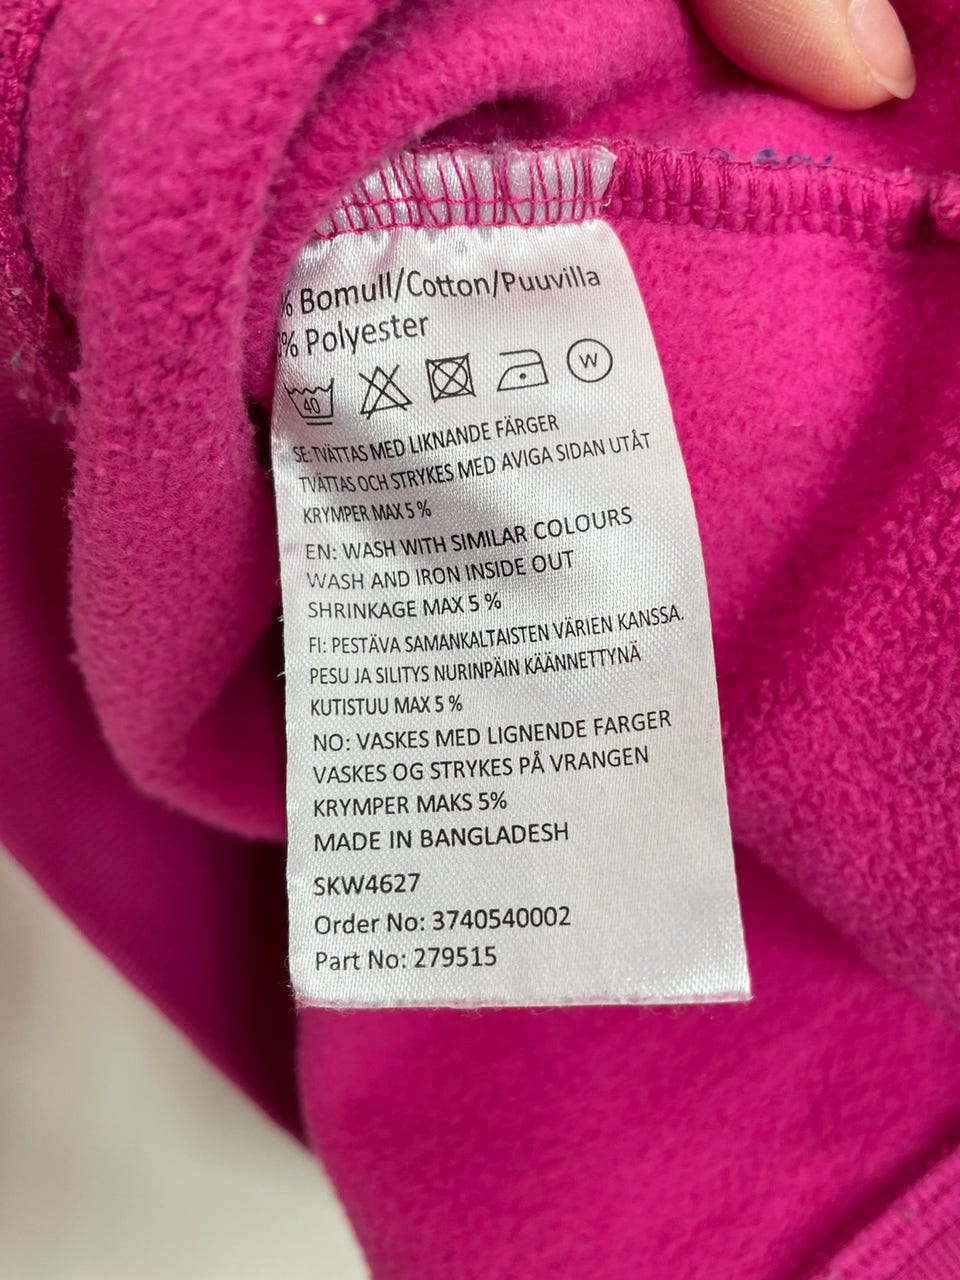 % Bomull/Cotton/Puuvilla
% Polyester
40 W
SE: TVÄTTAS MED LIKNANDE FÄRGER
TVÄTTAS OCH STRYKES MED AVIGA SIDAN UTÅT
KRYMPER MAX 5 %
EN: WASH WITH SIMILAR COLOURS
WASH AND IRON INSIDE OUT
SHRINKAGE MAX 5 %
FI: PESTÄVA SAMANKALTAISTEN VÄRIEN KANSSA.
PESU JA SILITYS NURINPÄIN KÄÄNNETTYNÄ
KUTISTUU MAX 5 %
NO: VASKES MED LIGNENDE FARGER
VASKES OG STRYKES PÅ VRANGEN
KRYMPER MAKS 5%
MADE IN BANGLADESH
SKW4627
Order No: 3740540002
Part No: 279515